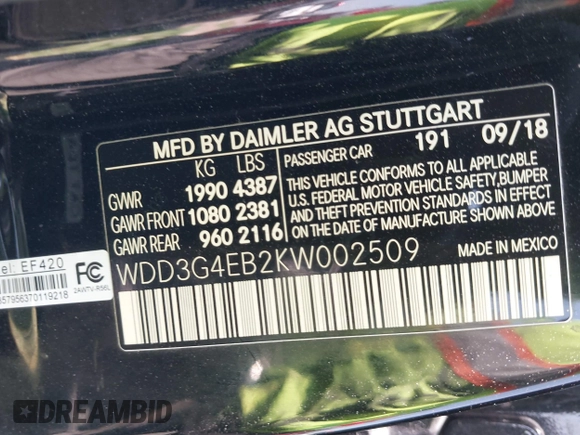 MFD BY DAIMLER AG STUTTGART
KG LBS
GVWR 1990 4387
GAWR FRONT 1080 2381
GAWR REAR 960 2116
PASSENGER CAR 191 09/18
THIS VEHICLE CONFORMS TO ALL APPLICABLE
U.S. FEDERAL MOTOR VEHICLE SAFETY,BUMPER
AND THEFT PREVENTION STANDARDS IN EFFECT
ON THE DATE OF MANUFACTURE SHOWN ABOVE
WDD3G4EB2KW002509
MADE IN MEXICO
el: EF420
FC
DREAMBID